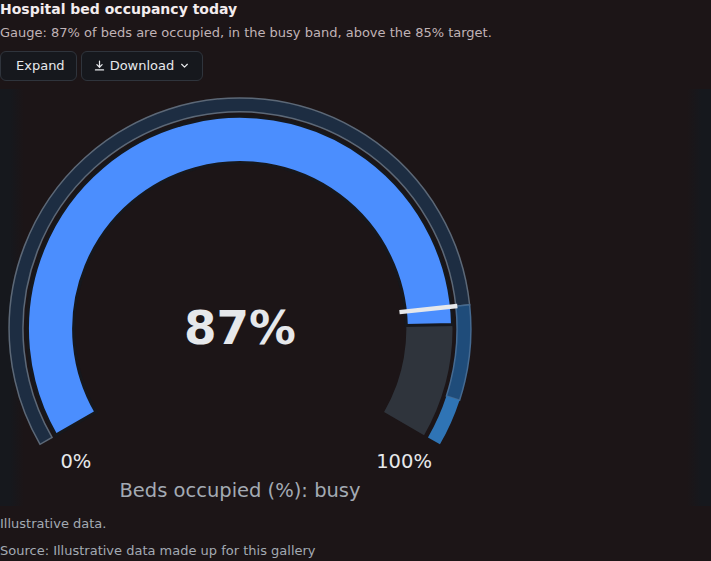 Hospital bed occupancy today
Gauge: 87% of beds are occupied, in the busy band, above the 85% target.
Expand
Download
87%
0%
100%
Beds occupied (%): busy
Illustrative data.
Source: Illustrative data made up for this gallery